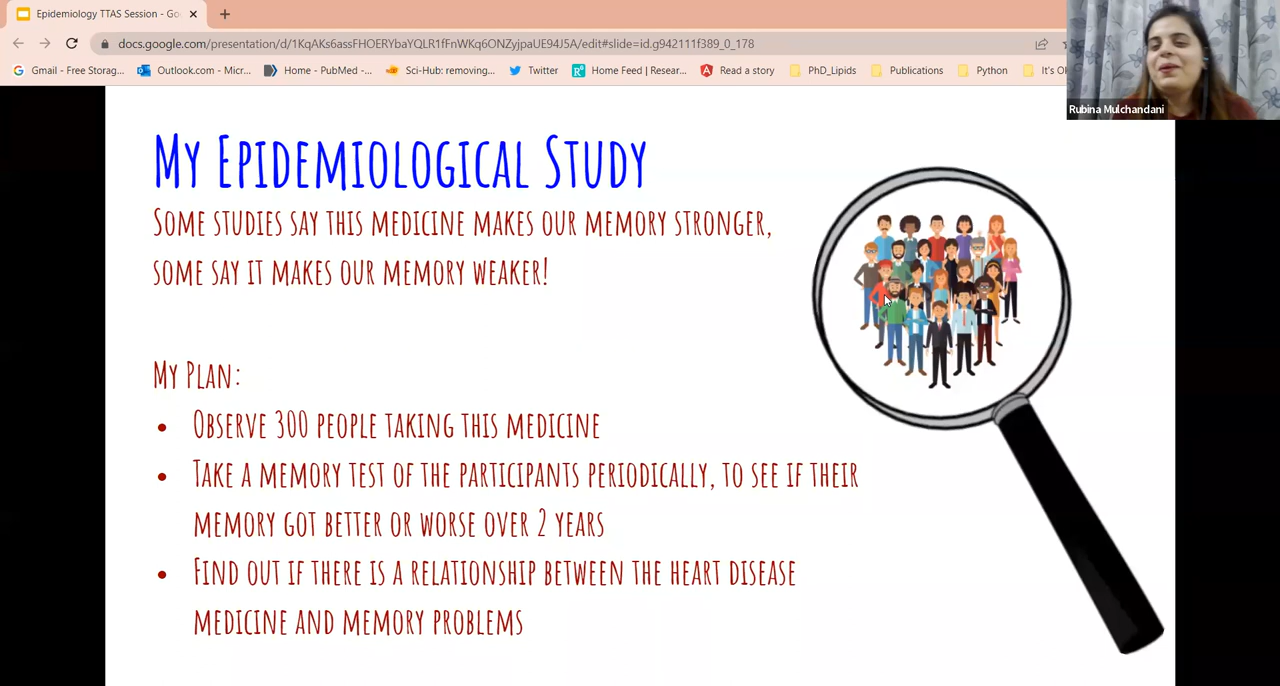 Epidemiology TTAS Session - Go
docs.google.com/presentation/d/1KqAKs6assFHOERYbaYQLR1fFnWKq6ONZyjpaUE94J5A/edit#slide=id.g942111f389_0_178
Gmail - Free Storag... Outlook.com - Micr... Home - PubMed -... Sci-Hub: removing... Twitter Home Feed | Resear... Read a story PhD_Lipids Publications Python It's OK
Rubina Mulchandani
My Epidemiological Study
Some studies say this medicine makes our memory stronger,
some say it makes our memory weaker!
My Plan:
• Observe 300 people taking this medicine
• Take a memory test of the participants periodically, to see if their
memory got better or worse over 2 years
• Find out if there is a relationship between the heart disease
medicine and memory problems